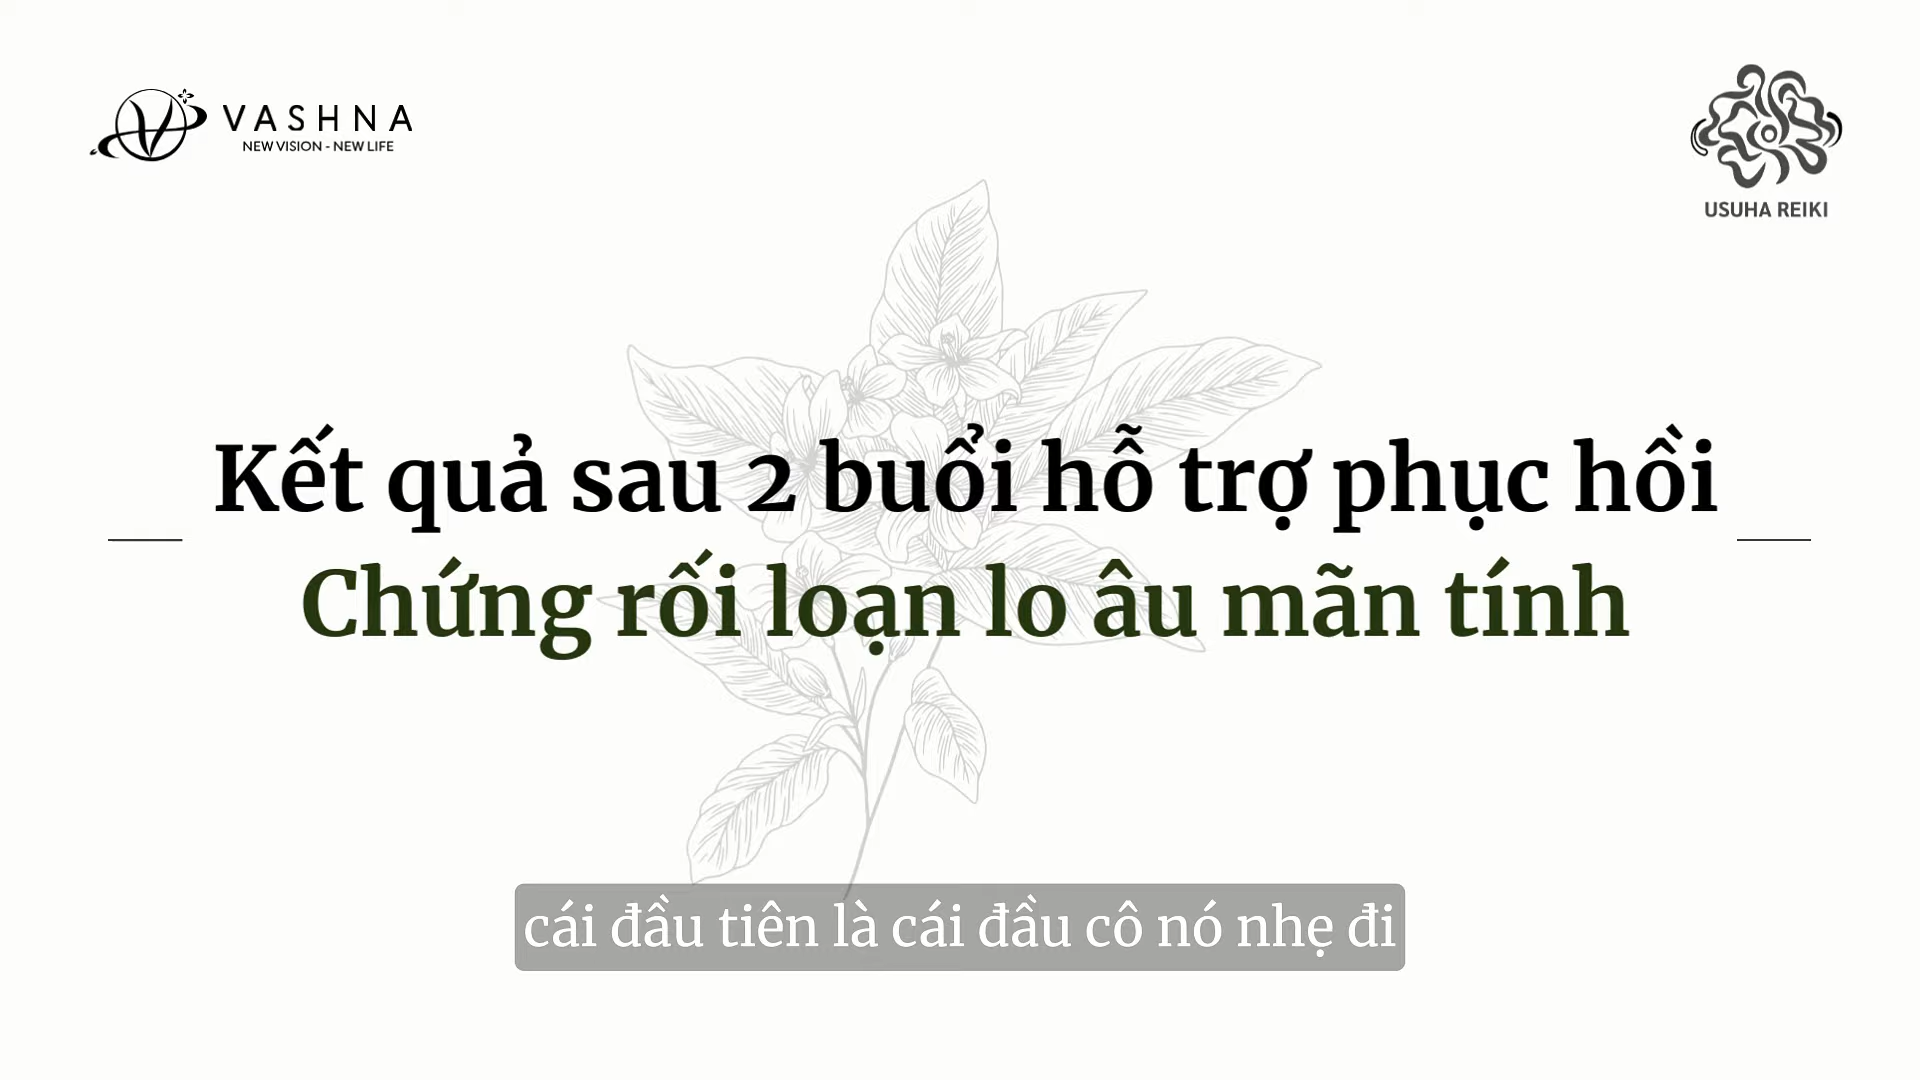 VASHNA
NEW VISION - NEW LIFE
USUHA REIKI
Kết quả sau 2 buổi hỗ trợ phục hồi
Chứng rối loạn lo âu mãn tính
cái đầu tiên là cái đầu cô nó nhẹ đi